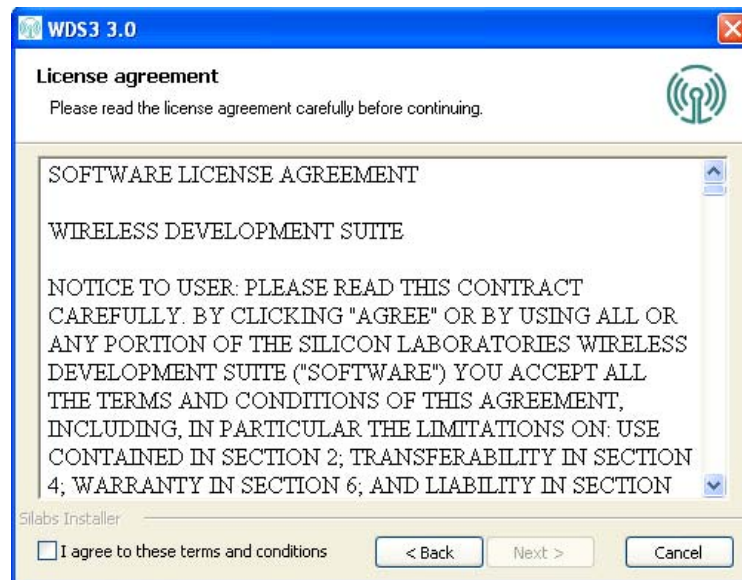 WDS3 3.0
License agreement
Please read the license agreement carefully before continuing.
SOFTWARE LICENSE AGREEMENT
WIRELESS DEVELOPMENT SUITE
NOTICE TO USER: PLEASE READ THIS CONTRACT
CAREFULLY. BY CLICKING "AGREE" OR BY USING ALL OR
ANY PORTION OF THE SILICON LABORATORIES WIRELESS
DEVELOPMENT SUITE ("SOFTWARE") YOU ACCEPT ALL
THE TERMS AND CONDITIONS OF THIS AGREEMENT,
INCLUDING, IN PARTICULAR THE LIMITATIONS ON: USE
CONTAINED IN SECTION 2; TRANSFERABILITY IN SECTION
4; WARRANTY IN SECTION 6; AND LIABILITY IN SECTION
Silabs Installer
I agree to these terms and conditions < Back Next > Cancel